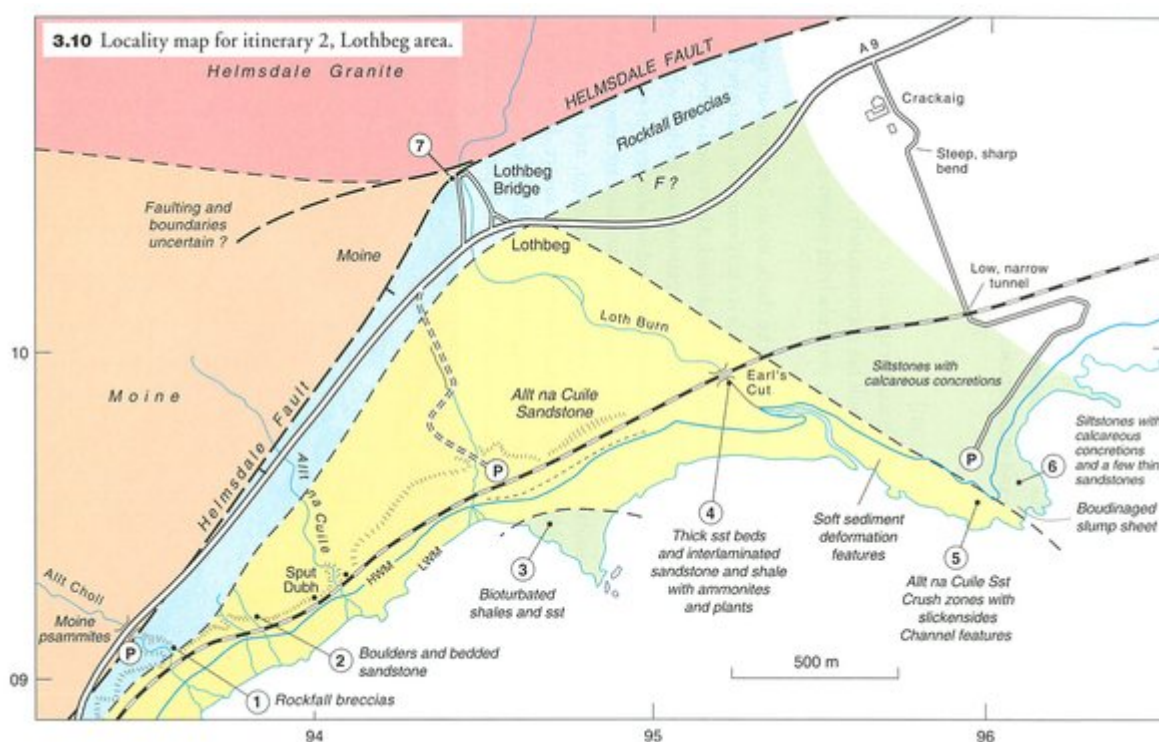 3.10 Locality map for itinerary 2, Lothbeg area.
Helmsdale Granite
HELMSDALE FAULT
A 9
Crackaig
Rockfall Breccias
Steep, sharp
bend
7
Lothbeg
Bridge
F ?
Faulting and
boundaries
uncertain ?
Moine
Lothbeg
Low, narrow
tunnel
Loth Burn
10
Earl's
Cut
Siltstones with
calcareous concretions
Moine
Allt na Cuile
Sandstone
Helmsdale Fault
Allt na Cuile
P
P
Siltstones with
calcareous
concretions
and a few thin
sandstones
6
Boudinaged
slump sheet
4
Thick sst beds
and interlaminated
sandstone and shale
with ammonites
and plants
Soft sediment
deformation
features
5
Allt na Cuile Sst
Crush zones with
slickensides
Channel features
3
Bioturbated
shales and sst
Sput
Dubh
HWM
LWM
Allt Choll
Moine
psammites
P
2
Boulders and bedded
sandstone
500 m
09
1
Rockfall breccias
94
95
96